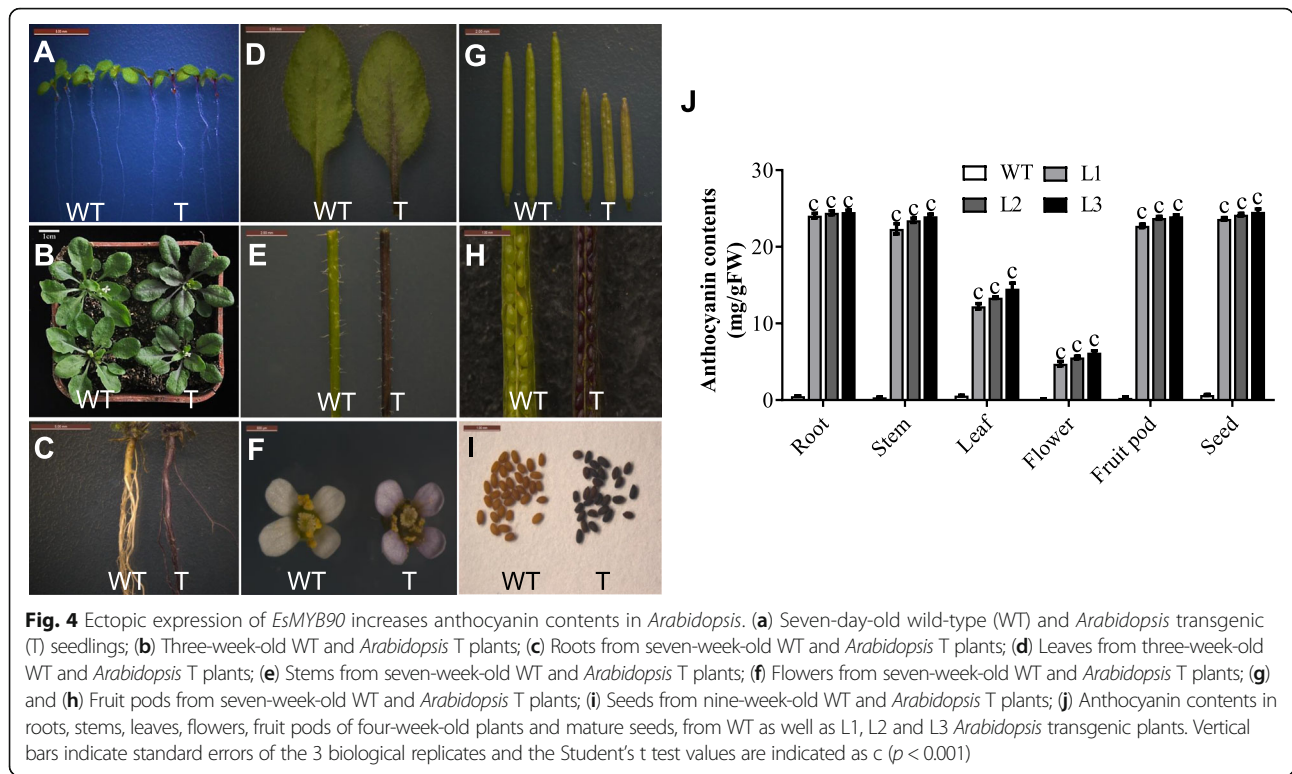 A
WT
T
B
1cm
WT
T
C
WT
T
D
WT
T
E
WT
T
F
WT
T
G
WT
T
H
WT
T
I
WT
T
J
Anthocyanin contents
(mg/gFW)
30
20
10
0
WT L1
L2 L3
c c c
c c c
c c c
c c c
c c c
c c c
Root
Stem
Leaf
Flower
Fruit pod
Seed
Fig. 4 Ectopic expression of EsMYB90 increases anthocyanin contents in Arabidopsis. (a) Seven-day-old wild-type (WT) and Arabidopsis transgenic
(T) seedlings; (b) Three-week-old WT and Arabidopsis T plants; (c) Roots from seven-week-old WT and Arabidopsis T plants; (d) Leaves from three-week-old
WT and Arabidopsis T plants; (e) Stems from seven-week-old WT and Arabidopsis T plants; (f) Flowers from seven-week-old WT and Arabidopsis T plants; (g)
and (h) Fruit pods from seven-week-old WT and Arabidopsis T plants; (i) Seeds from nine-week-old WT and Arabidopsis T plants; (j) Anthocyanin contents in
roots, stems, leaves, flowers, fruit pods of four-week-old plants and mature seeds, from WT as well as L1, L2 and L3 Arabidopsis transgenic plants. Vertical
bars indicate standard errors of the 3 biological replicates and the Student's t test values are indicated as c (p < 0.001)